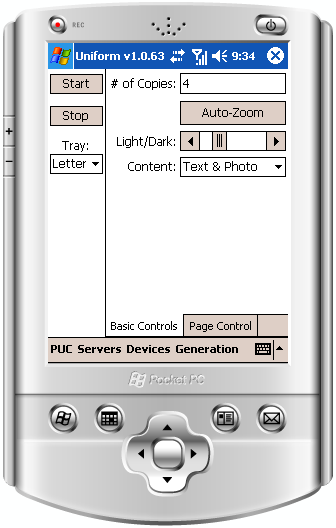 REC
Uniform v1.0.63 9:34
Start
# of Copies: 4
Stop
Auto-Zoom
Tray:
Light/Dark:
Letter
Content: Text & Photo
Basic Controls Page Control
PUC Servers Devices Generation
Pocket PC